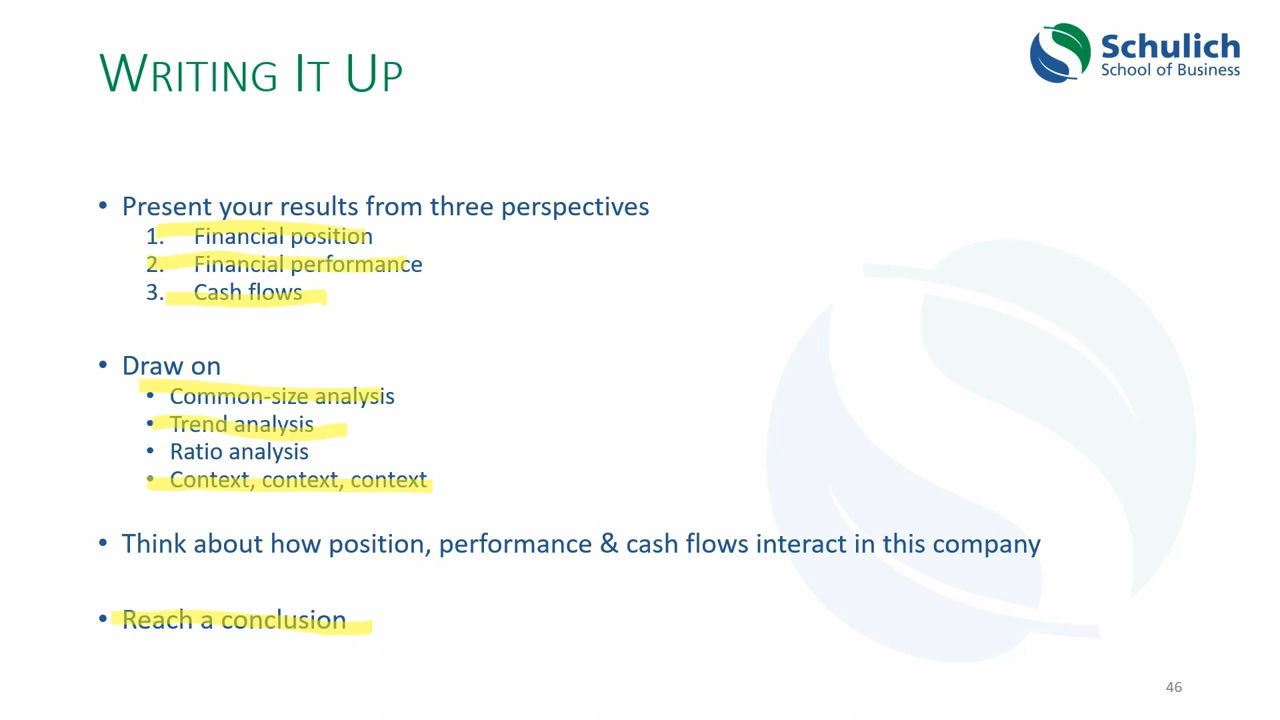 WRITING IT UP
Schulich
School of Business
• Present your results from three perspectives
1. Financial position
2. Financial performance
3. Cash flows
• Draw on
• Common-size analysis
• Trend analysis
• Ratio analysis
• Context, context, context
• Think about how position, performance & cash flows interact in this company
• Reach a conclusion
46